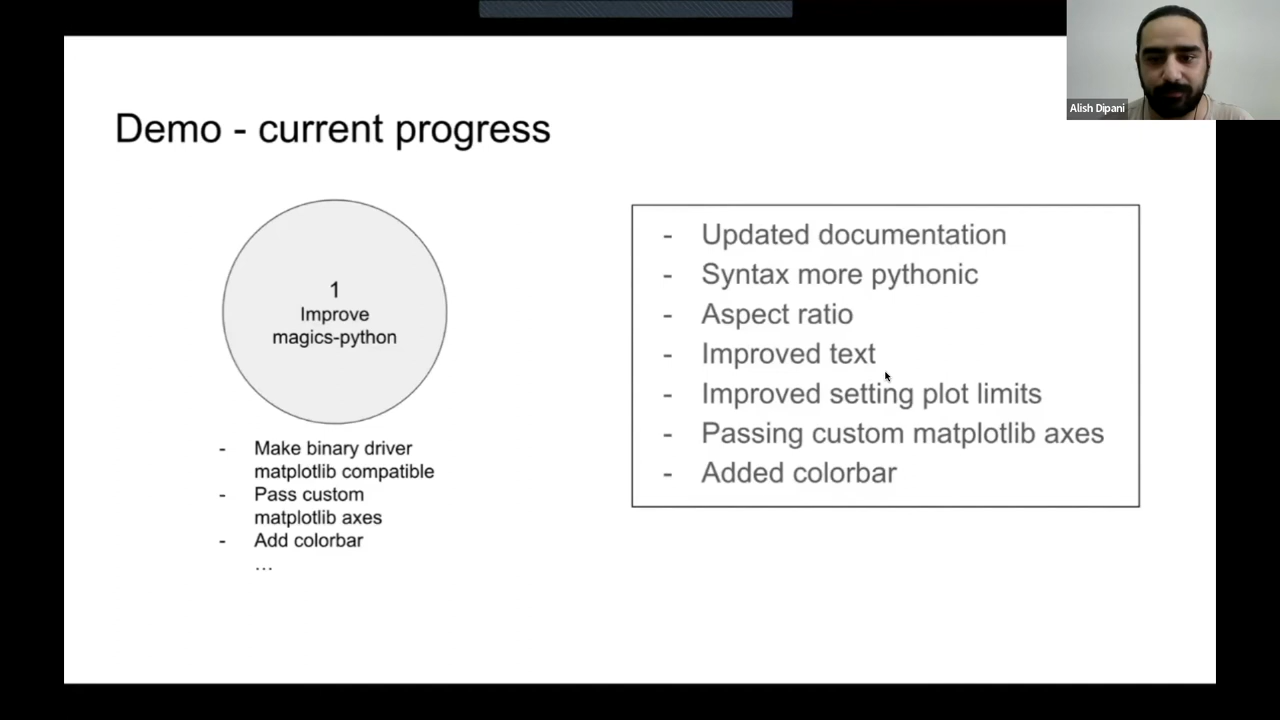 Alish Dipani
Demo - current progress
1
Improve
magics-python
- Make binary driver
matplotlib compatible
- Pass custom
matplotlib axes
- Add colorbar
...
- Updated documentation
- Syntax more pythonic
- Aspect ratio
- Improved text
- Improved setting plot limits
- Passing custom matplotlib axes
- Added colorbar